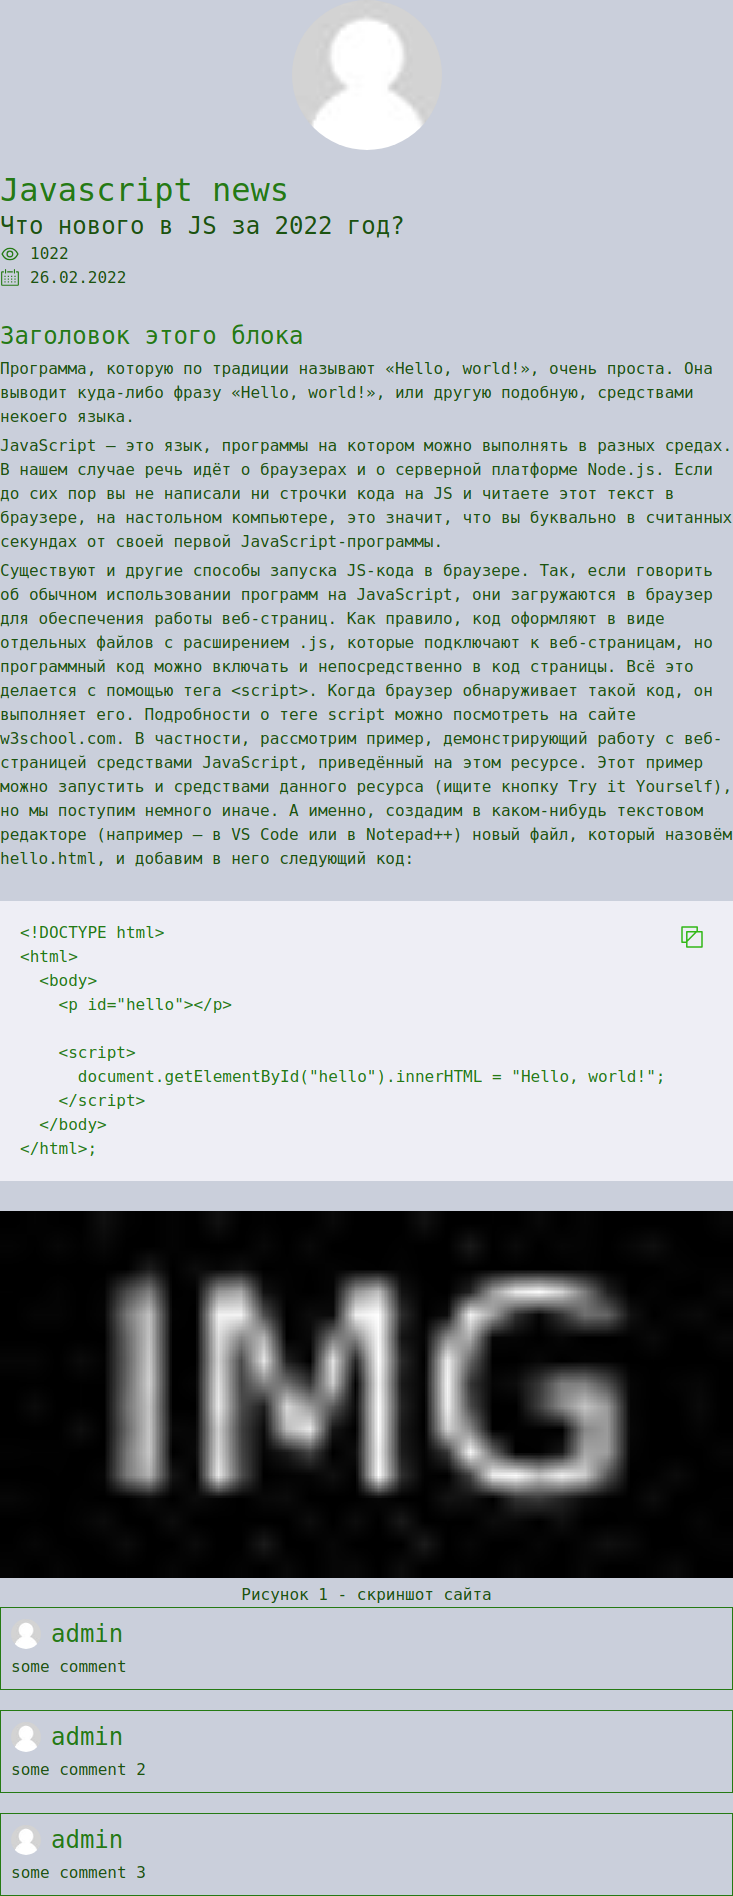 Javascript news
Что нового в JS за 2022 год?
1022
26.02.2022
Заголовок этого блока
Программа, которую по традиции называют «Hello, world!», очень проста. Она
выводит куда-либо фразу «Hello, world!», или другую подобную, средствами
некоего языка.
JavaScript — это язык, программы на котором можно выполнять в разных средах.
В нашем случае речь идёт о браузерах и о серверной платформе Node.js. Если
до сих пор вы не написали ни строчки кода на JS и читаете этот текст в
браузере, на настольном компьютере, это значит, что вы буквально в считанных
секундах от своей первой JavaScript-программы.
Существуют и другие способы запуска JS-кода в браузере. Так, если говорить
об обычном использовании программ на JavaScript, они загружаются в браузер
для обеспечения работы веб-страниц. Как правило, код оформляют в виде
отдельных файлов с расширением .js, которые подключают к веб-страницам, но
программный код можно включать и непосредственно в код страницы. Всё это
делается с помощью тега <script>. Когда браузер обнаруживает такой код, он
выполняет его. Подробности о теге script можно посмотреть на сайте
w3school.com. В частности, рассмотрим пример, демонстрирующий работу с веб-
страницей средствами JavaScript, приведённый на этом ресурсе. Этот пример
можно запустить и средствами данного ресурса (ищите кнопку Try it Yourself),
но мы поступим немного иначе. А именно, создадим в каком-нибудь текстовом
редакторе (например — в VS Code или в Notepad++) новый файл, который назовём
hello.html, и добавим в него следующий код:
<!DOCTYPE html>
<html>
  <body>
    <p id="hello"></p>
    <script>
      document.getElementById("hello").innerHTML = "Hello, world!";
    </script>
  </body>
</html>;
IMG
Рисунок 1 - скриншот сайта
admin
some comment
admin
some comment 2
admin
some comment 3